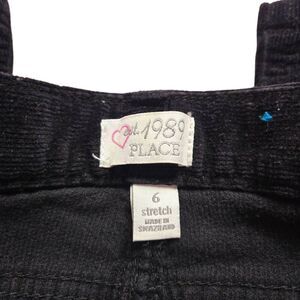 est. 1989
PLACE
6
stretch
MADE IN
SWAZILAND